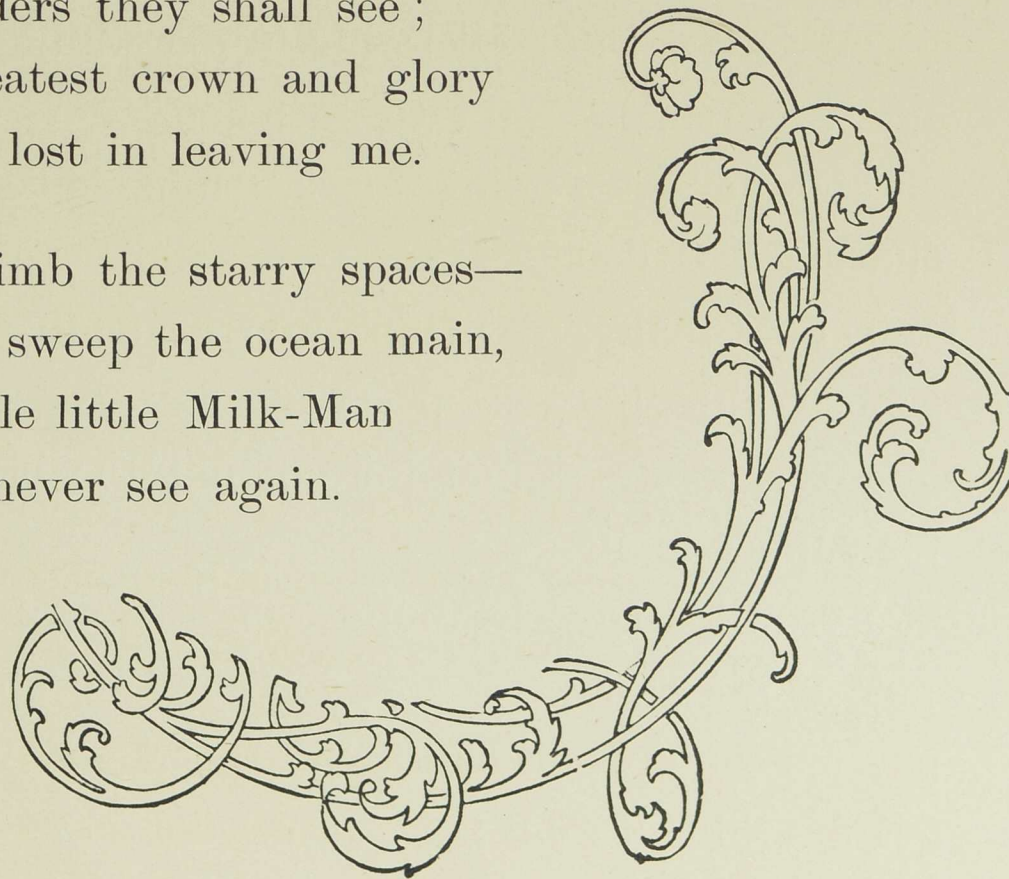 they shall see ;
crown and glory
lost in leaving me.
the starry spaces—
sweep the ocean main,
little Milk-Man
never see again.